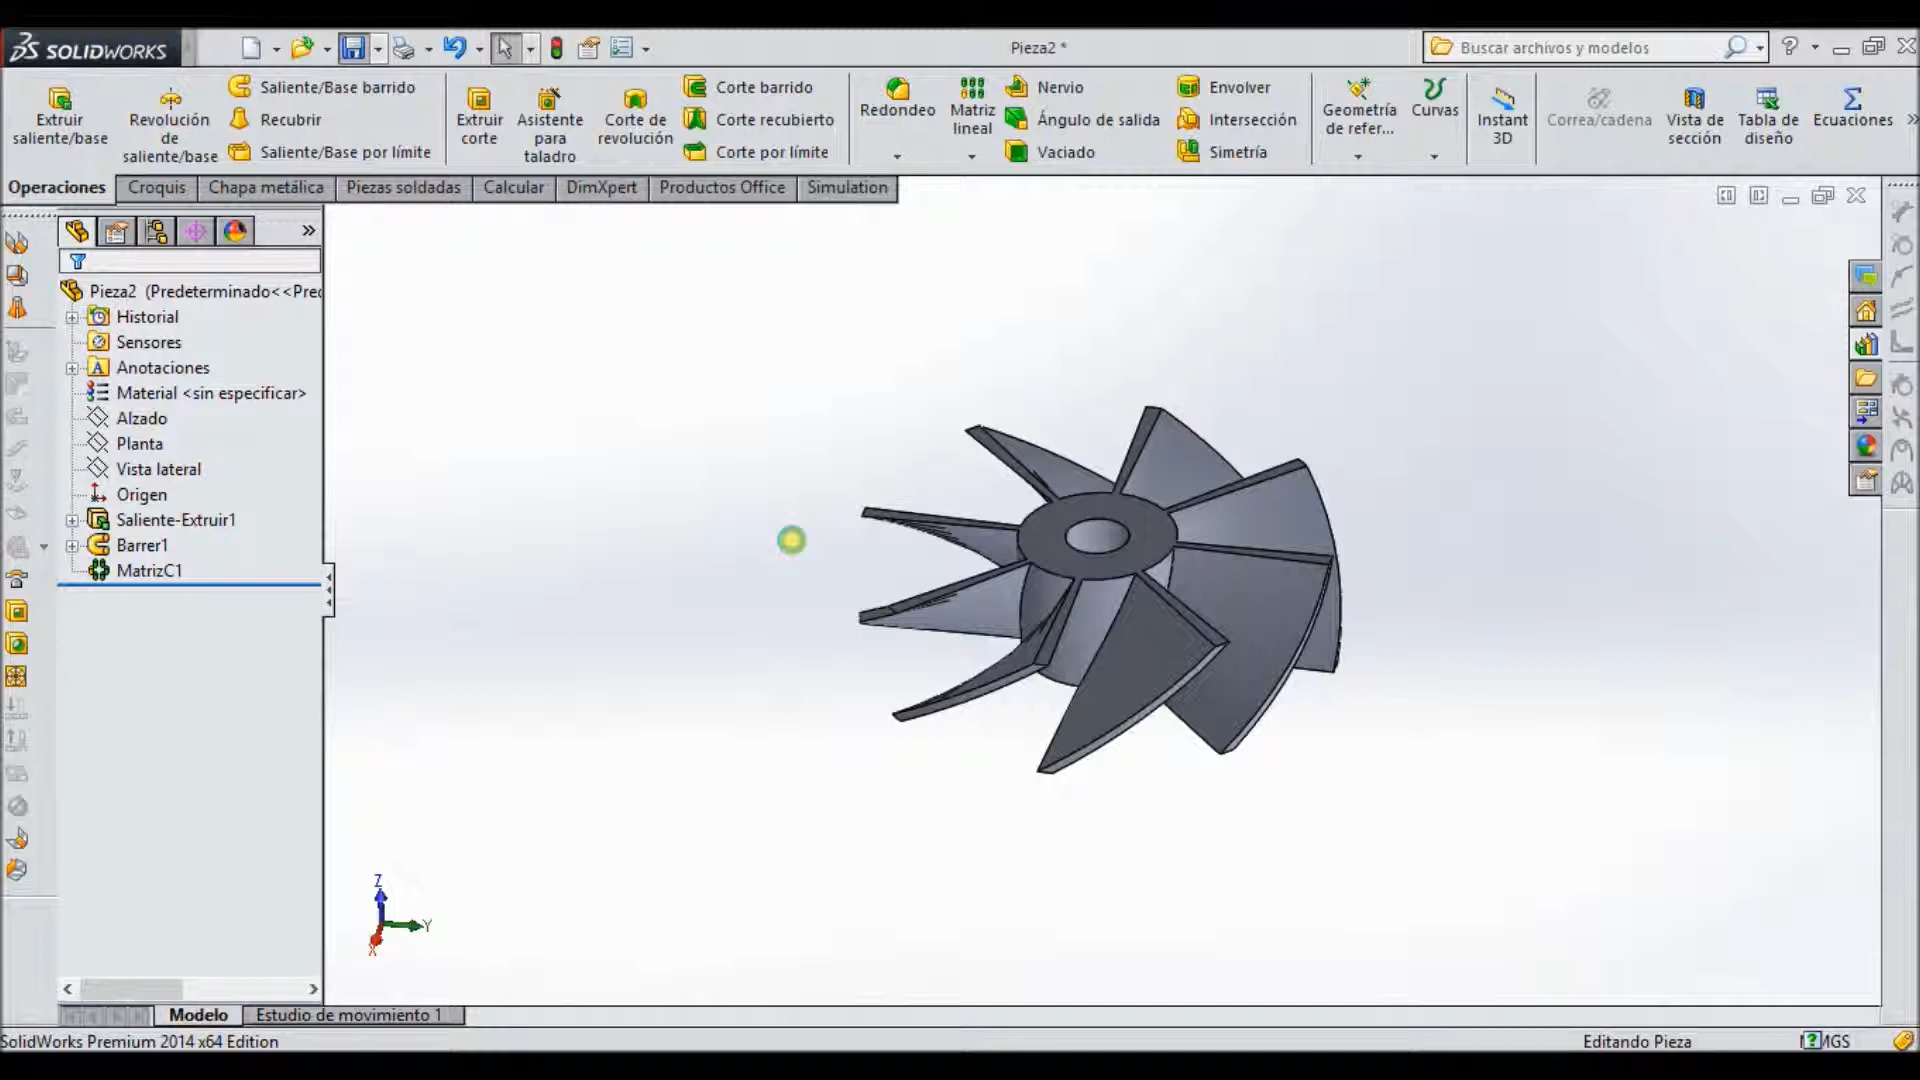 SOLIDWORKS
Pieza2 *
Buscar archivos y modelos
Extruir saliente/base
Revolución de saliente/base
Saliente/Base barrido
Recubrir
Saliente/Base por límite
Extruir corte
Asistente para taladro
Corte de revolución
Corte barrido
Corte recubierto
Corte por límite
Redondeo
Matriz lineal
Nervio
Ángulo de salida
Vaciado
Envolver
Intersección
Simetría
Geometría de refer...
Curvas
Instant 3D
Correa/cadena
Vista de sección
Tabla de diseño
Ecuaciones
Operaciones
Croquis
Chapa metálica
Piezas soldadas
Calcular
DimXpert
Productos Office
Simulation
Pieza2 (Predeterminado<<Pred
Historial
Sensores
Anotaciones
Material <sin especificar>
Alzado
Planta
Vista lateral
Origen
Saliente-Extruir1
Barrer1
MatrizC1
Z
Y
X
Modelo
Estudio de movimiento 1
SolidWorks Premium 2014 x64 Edition
Editando Pieza